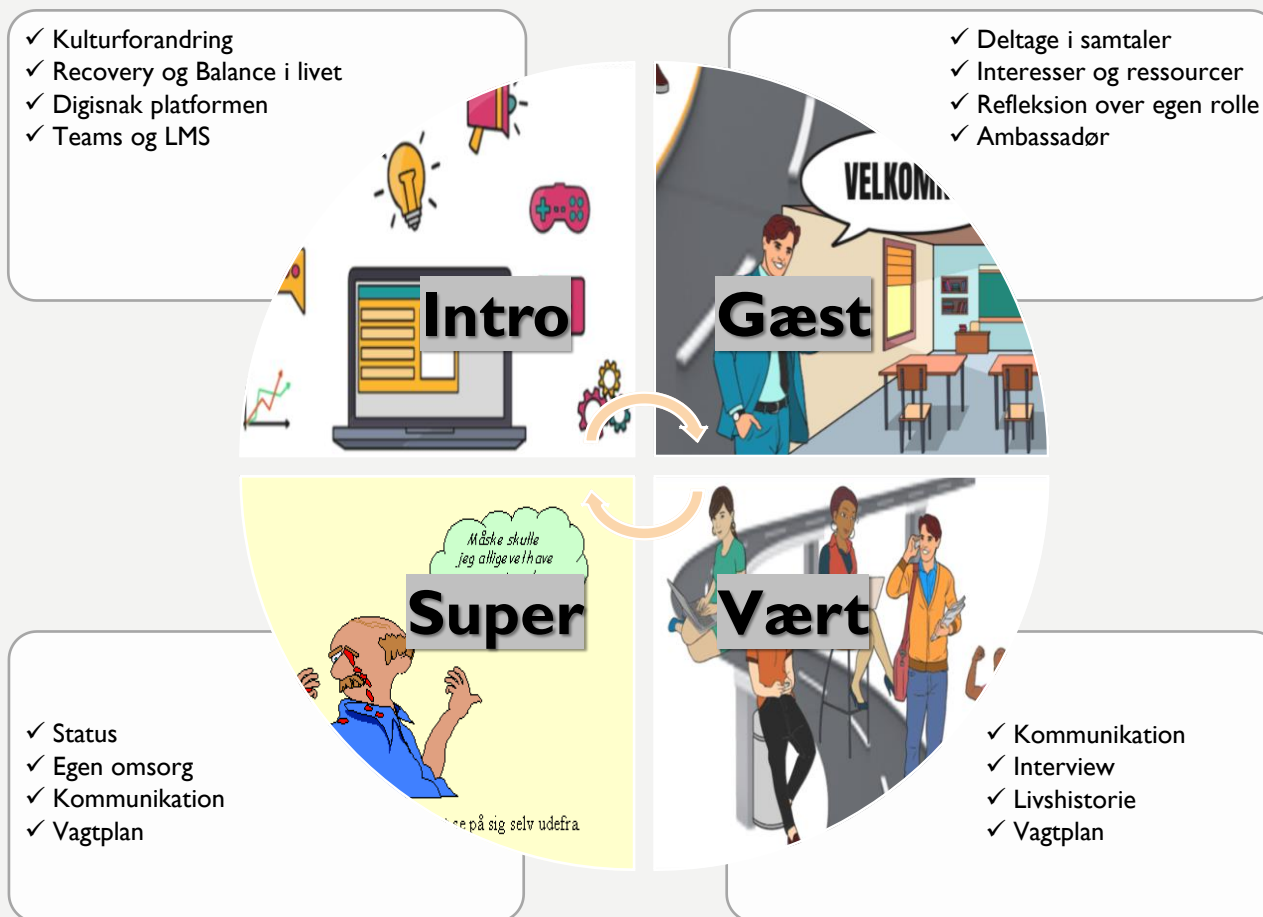 ✓ Kulturforandring
✓ Recovery og Balance i livet
✓ Digisnak platformen
✓ Teams og LMS
✓ Deltage i samtaler
✓ Interesser og ressourcer
✓ Refleksion over egen rolle
✓ Ambassadør
Intro
VELKOM
Gæst
Måske skulle
jeg alligevel have
Super
på sig selv udefra
Vært
✓ Status
✓ Egen omsorg
✓ Kommunikation
✓ Vagtplan
✓ Kommunikation
✓ Interview
✓ Livshistorie
✓ Vagtplan